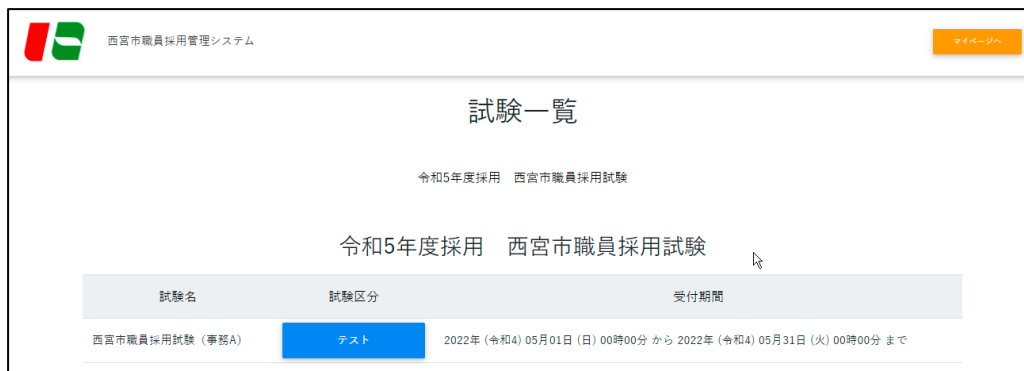 西宮市職員採用管理システム
マイページへ
試験一覧
令和5年度採用　西宮市職員採用試験
令和5年度採用　西宮市職員採用試験
試験名 試験区分 受付期間
西宮市職員採用試験（事務A） テスト 2022年 (令和4) 05月01日 (日) 00時00分 から 2022年 (令和4) 05月31日 (火) 00時00分 まで